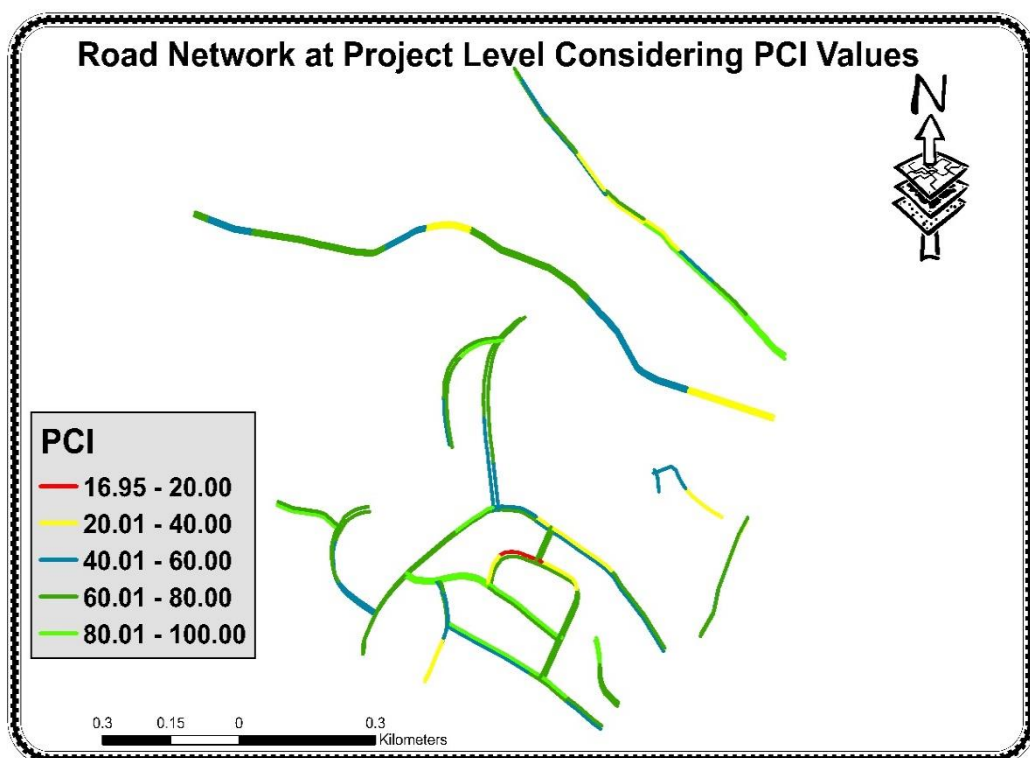 Road Network at Project Level Considering PCI Values
N
PCI
16.95 - 20.00
20.01 - 40.00
40.01 - 60.00
60.01 - 80.00
80.01 - 100.00
0.3 0.15 0 0.3
Kilometers